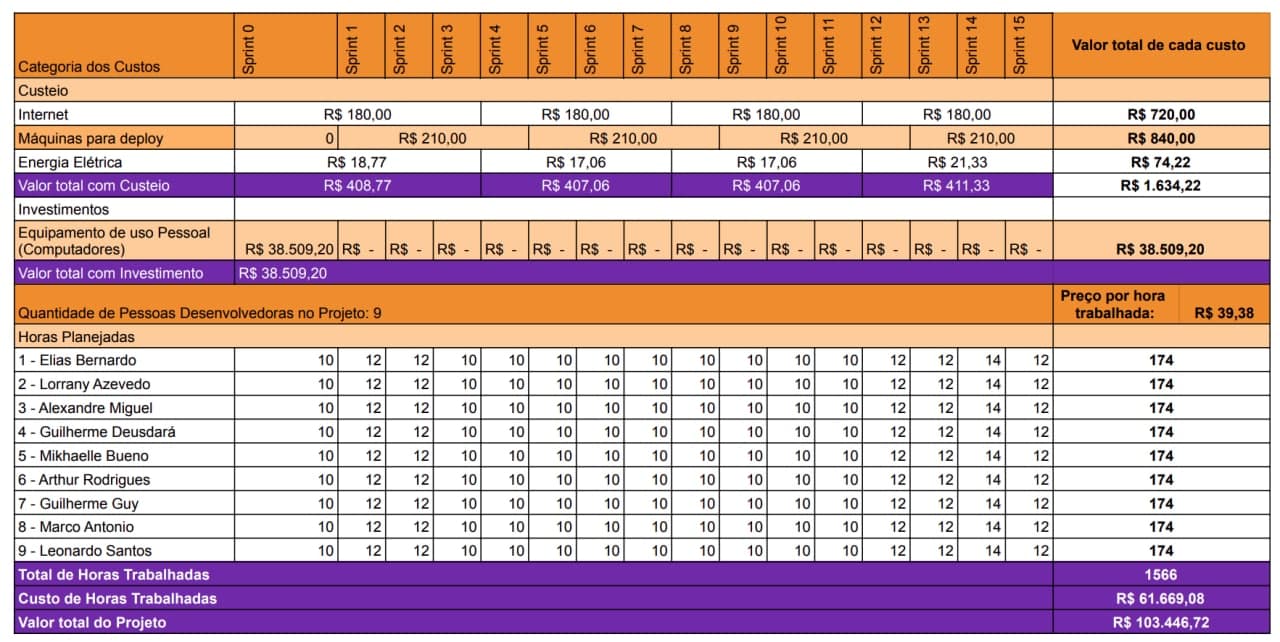 Categoria dos Custos Sprint 0 Sprint 1 Sprint 2 Sprint 3 Sprint 4 Sprint 5 Sprint 6 Sprint 7 Sprint 8 Sprint 9 Sprint 10 Sprint 11 Sprint 12 Sprint 13 Sprint 14 Sprint 15 Valor total de cada custo
Custeio
Internet R$ 180,00 R$ 180,00 R$ 180,00 R$ 180,00 R$ 720,00
Máquinas para deploy 0 R$ 210,00 R$ 210,00 R$ 210,00 R$ 210,00 R$ 840,00
Energia Elétrica R$ 18,77 R$ 17,06 R$ 17,06 R$ 21,33 R$ 74,22
Valor total com Custeio R$ 408,77 R$ 407,06 R$ 407,06 R$ 411,33 R$ 1.634,22
Investimentos
Equipamento de uso Pessoal
(Computadores) R$ 38.509,20 R$ - R$ - R$ - R$ - R$ - R$ - R$ - R$ - R$ - R$ - R$ - R$ - R$ - R$ - R$ - R$ 38.509,20
Valor total com Investimento R$ 38.509,20
Quantidade de Pessoas Desenvolvedoras no Projeto: 9
Preço por hora
trabalhada: R$ 39,38
Horas Planejadas
1 - Elias Bernardo 10 12 12 10 10 10 10 10 10 10 10 10 12 12 14 12 174
2 - Lorrany Azevedo 10 12 12 10 10 10 10 10 10 10 10 10 12 12 14 12 174
3 - Alexandre Miguel 10 12 12 10 10 10 10 10 10 10 10 10 12 12 14 12 174
4 - Guilherme Deusdará 10 12 12 10 10 10 10 10 10 10 10 10 12 12 14 12 174
5 - Mikhaelle Bueno 10 12 12 10 10 10 10 10 10 10 10 10 12 12 14 12 174
6 - Arthur Rodrigues 10 12 12 10 10 10 10 10 10 10 10 10 12 12 14 12 174
7 - Guilherme Guy 10 12 12 10 10 10 10 10 10 10 10 10 12 12 14 12 174
8 - Marco Antonio 10 12 12 10 10 10 10 10 10 10 10 10 12 12 14 12 174
9 - Leonardo Santos 10 12 12 10 10 10 10 10 10 10 10 10 12 12 14 12 174
Total de Horas Trabalhadas 1566
Custo de Horas Trabalhadas R$ 61.669,08
Valor total do Projeto R$ 103.446,72